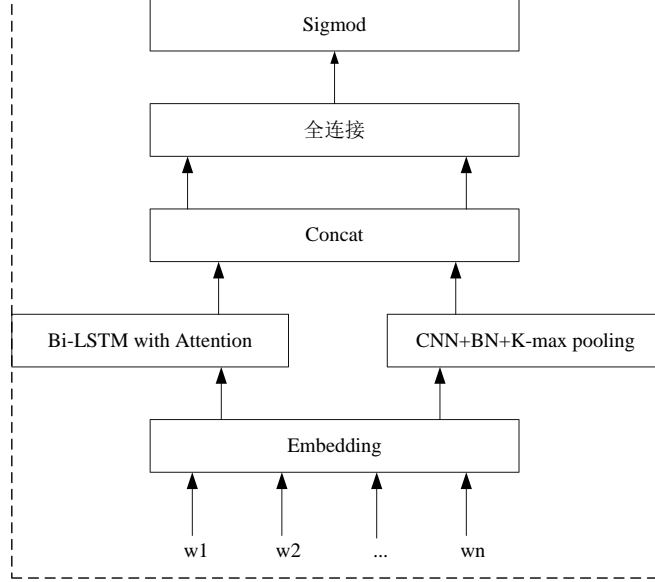 Sigmod
全连接
Concat
Bi-LSTM with Attention
CNN+BN+K-max pooling
Embedding
w1 w2 ... wn